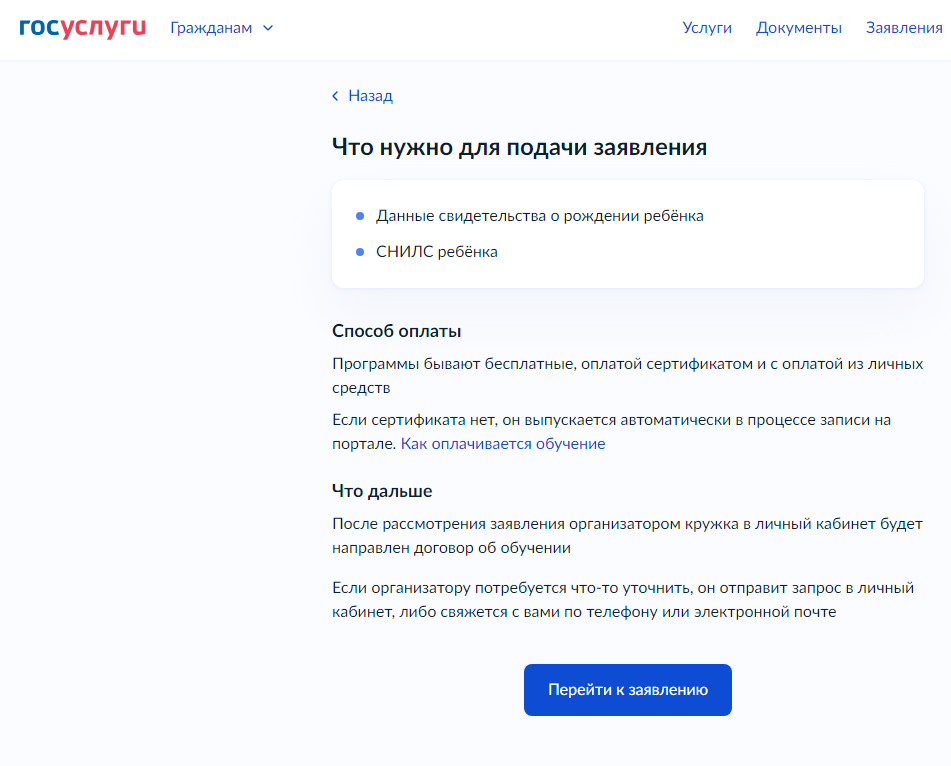 госуслуги Гражданам Услуги Документы Заявления
Назад
Что нужно для подачи заявления
Данные свидетельства о рождении ребёнка
СНИЛС ребёнка
Способ оплаты
Программы бывают бесплатные, оплатой сертификатом и с оплатой из личных
средств
Если сертификата нет, он выпускается автоматически в процессе записи на
портале. Как оплачивается обучение
Что дальше
После рассмотрения заявления организатором кружка в личный кабинет будет
направлен договор об обучении
Если организатору потребуется что-то уточнить, он отправит запрос в личный
кабинет, либо свяжется с вами по телефону или электронной почте
Перейти к заявлению